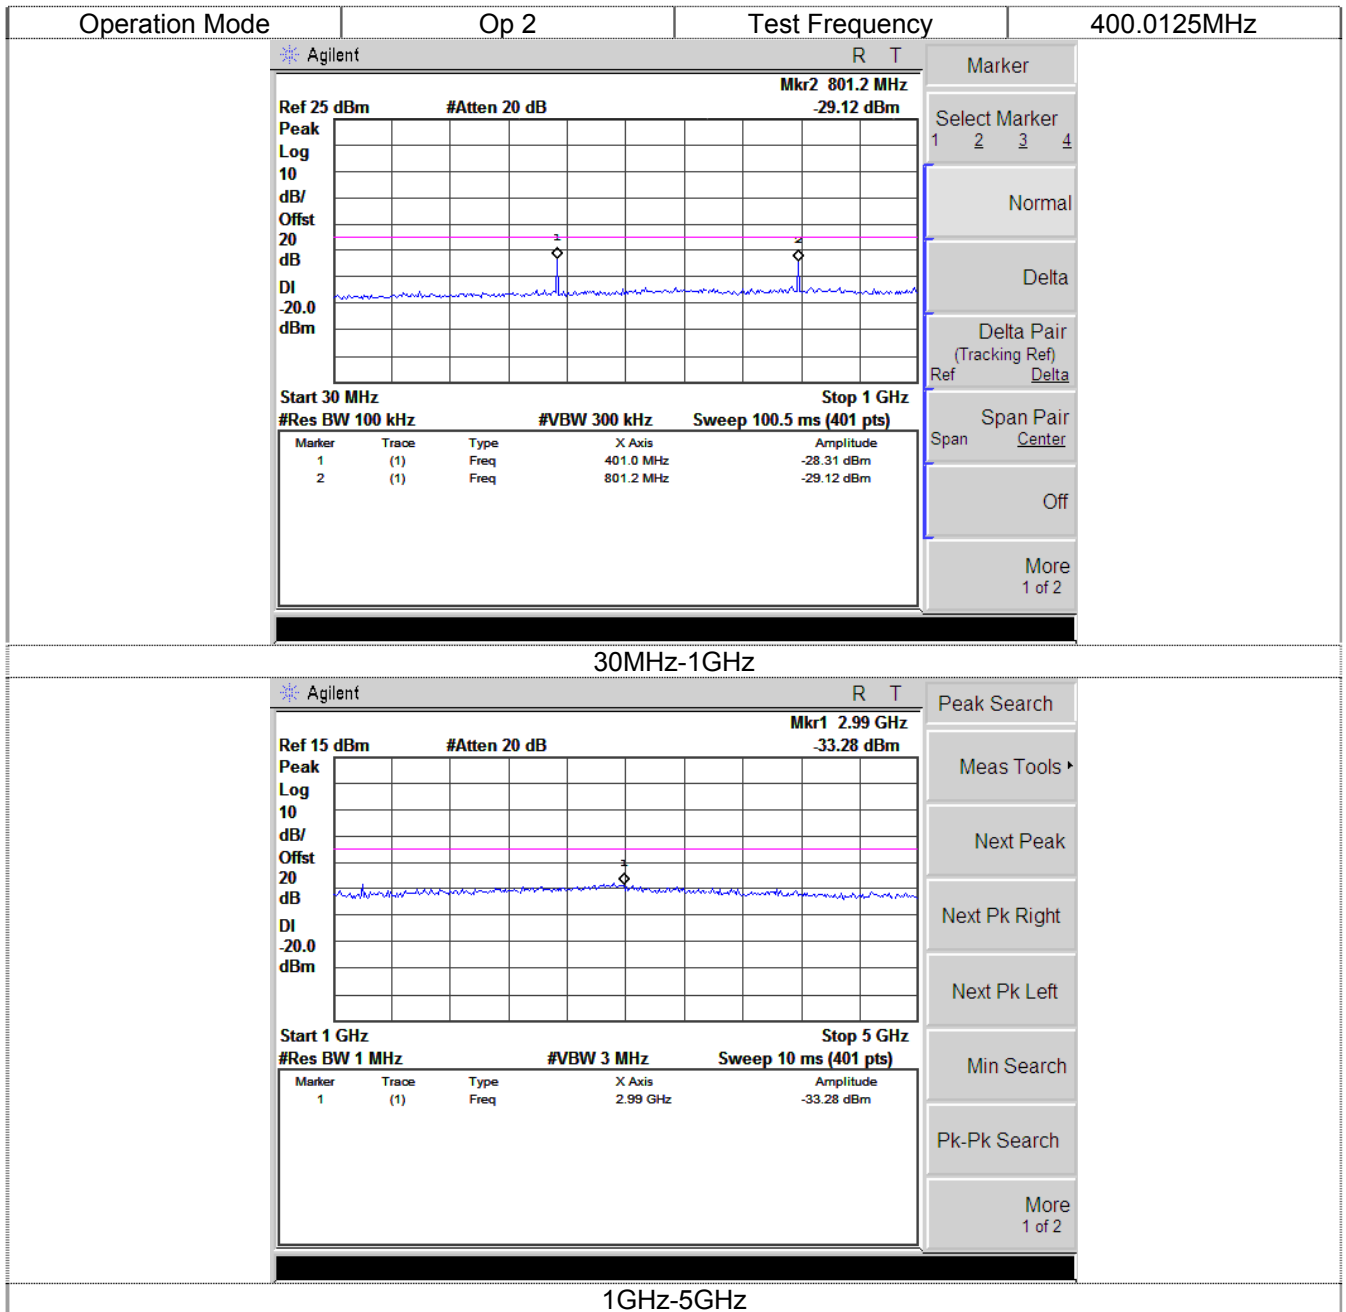 Operation Mode Op 2 Test Frequency 400.0125MHz
Agilent R T
Mkr2 801.2 MHz
Ref 25 dBm #Atten 20 dB -29.12 dBm
Peak
Log
10
dB/
Offst
20
dB
DI
-20.0
dBm
1 2
Start 30 MHz Stop 1 GHz
#Res BW 100 kHz #VBW 300 kHz Sweep 100.5 ms (401 pts)
Marker Trace Type X Axis Amplitude
1 (1) Freq 401.0 MHz -28.31 dBm
2 (1) Freq 801.2 MHz -29.12 dBm
Marker
Select Marker
1 2 3 4
Normal
Delta
Delta Pair
(Tracking Ref)
Ref Delta
Span Pair
Span Center
Off
More
1 of 2
30MHz-1GHz
Agilent R T
Mkr1 2.99 GHz
Ref 15 dBm #Atten 20 dB -33.28 dBm
Peak
Log
10
dB/
Offst
20
dB
DI
-20.0
dBm
1
Start 1 GHz Stop 5 GHz
#Res BW 1 MHz #VBW 3 MHz Sweep 10 ms (401 pts)
Marker Trace Type X Axis Amplitude
1 (1) Freq 2.99 GHz -33.28 dBm
Peak Search
Meas Tools
Next Peak
Next Pk Right
Next Pk Left
Min Search
Pk-Pk Search
More
1 of 2
1GHz-5GHz